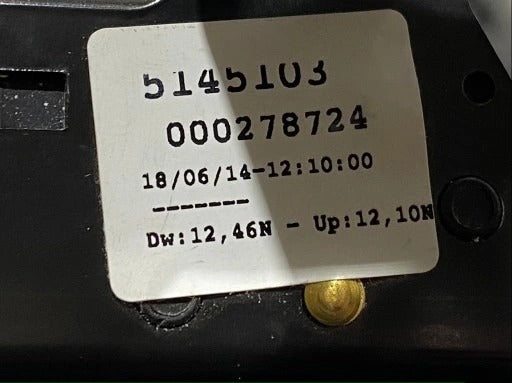 5145103
000278724
18/06/14-12:10:00
-------
Dw:12,46N - Up:12,10N